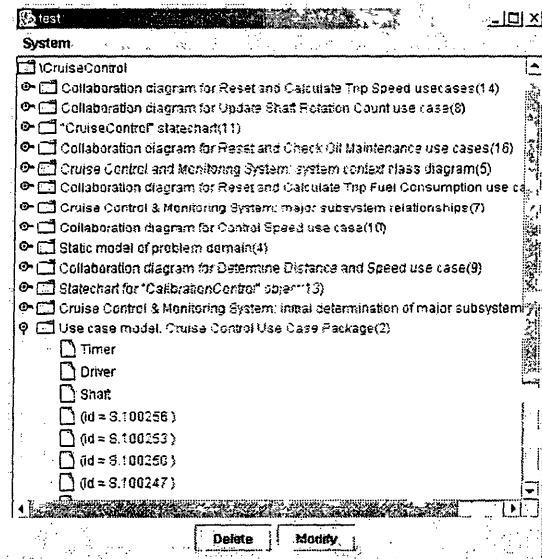 test
System
\CruiseControl
Collaboration diagram for Reset and Calculate Trip Speed usecases(14)
Collaboration diagram for Update Shaft Rotation Count use case(8)
"CruiseControl" statechart(11)
Collaboration diagram for Reset and Check Oil Maintenance use cases(16)
Cruise Control and Monitoring System: system context class diagram(5)
Collaboration diagram for Reset and Calculate Trip Fuel Consumption use ca
Cruise Control & Monitoring System: major subsystem relationships(7)
Collaboration diagram for Control Speed use case(10)
Static model of problem domain(4)
Collaboration diagram for Determine Distance and Speed use case(9)
Statechart for "CalibrationControl"
Cruise Control & Monitoring System: initial determination of major subsystem
Use case model: Cruise Control Use Case Package(2)
Timer
Driver
Shaft
(id = S.100256)
(id = S.100253)
(id = S.100250)
(id = S.100247)
Delete Modify